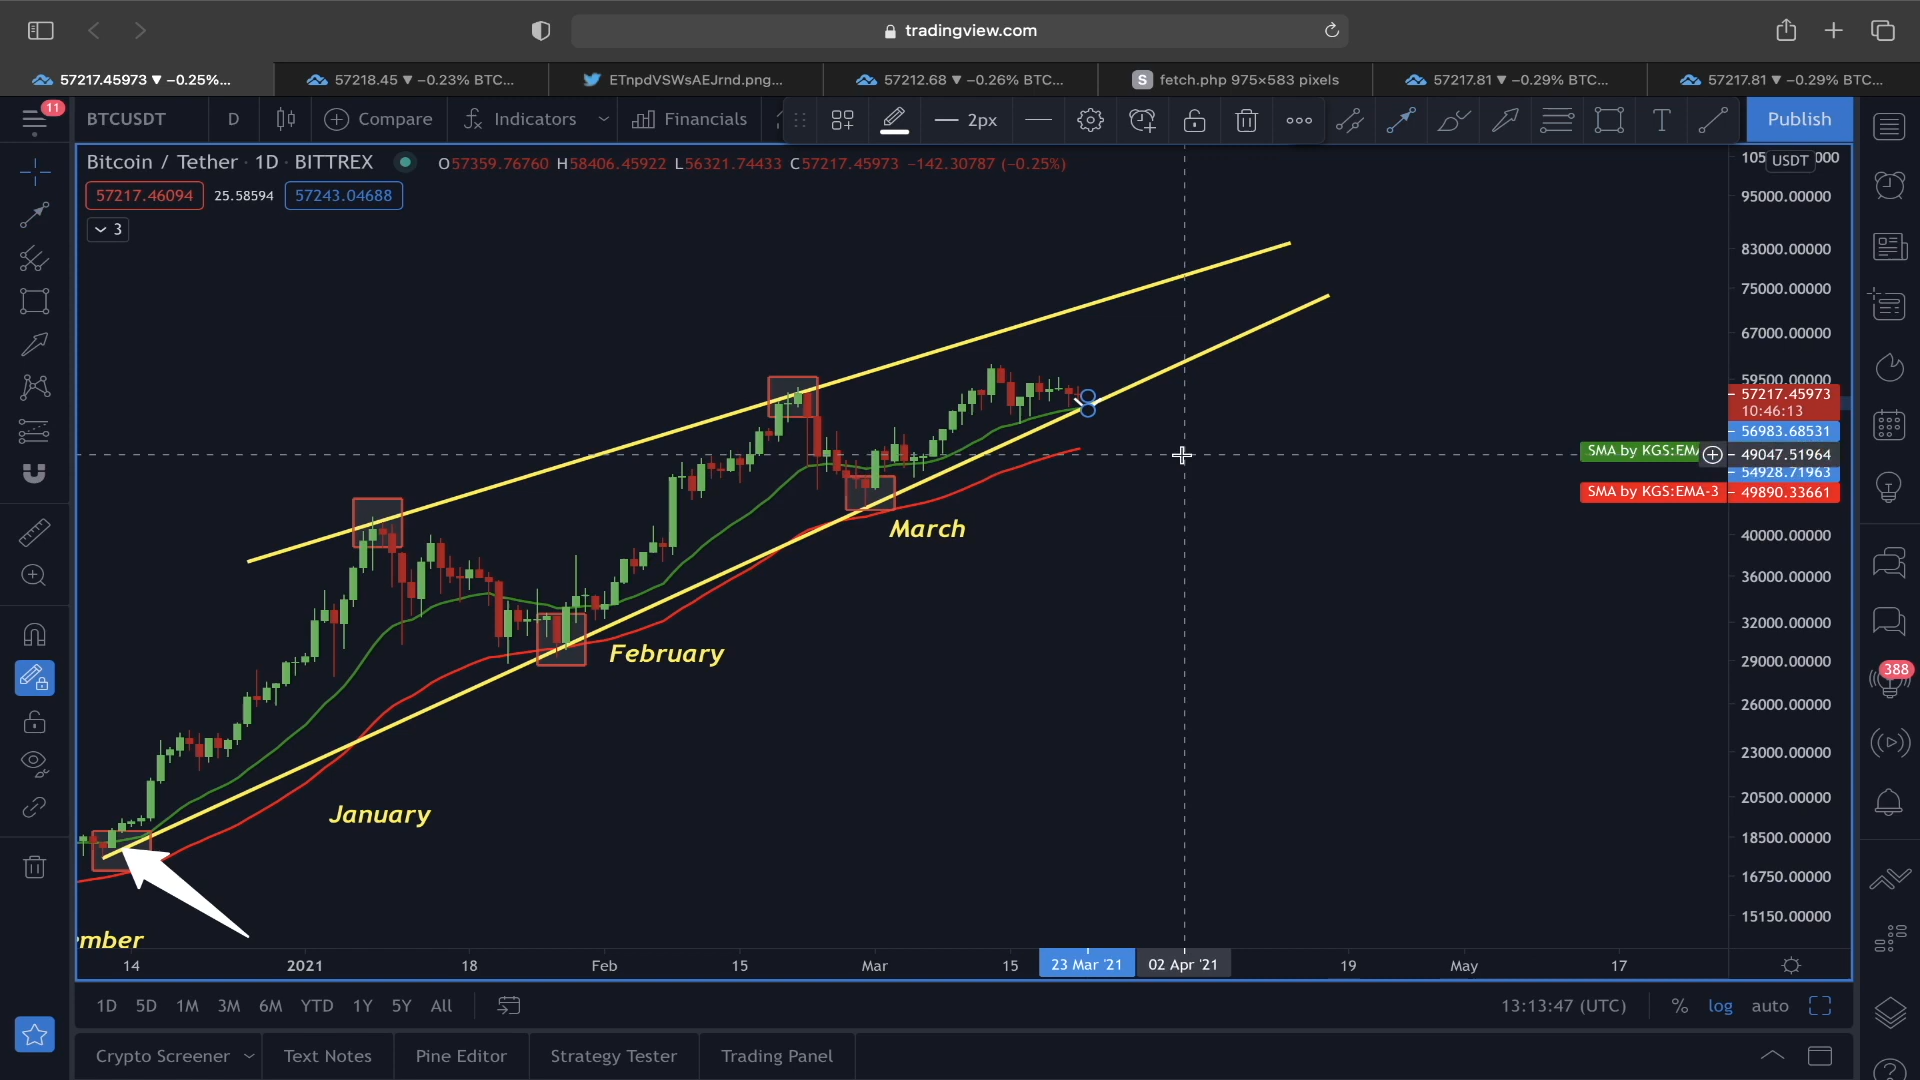 tradingview.com
57217.45973 ▼ −0.25%...
57218.45 ▼ −0.23% BTC...
ETnpdVSWsAEJrnd.png...
57212.68 ▼ −0.26% BTC...
S fetch.php 975×583 pixels
57217.81 ▼ −0.29% BTC...
57217.81 ▼ −0.29% BTC...
11
BTCUSDT D Compare Indicators Financials 2px T Publish
Bitcoin / Tether · 1D · BITTREX O57359.76760 H58406.45922 L56321.74433 C57217.45973 −142.30787 (−0.25%)
57217.46094 25.58594 57243.04688
3
USDT
95000.00000
83000.00000
75000.00000
67000.00000
59500.00000
57217.45973
10:46:13
56983.68531
SMA by KGS:EMA
49047.51964
54928.71963
SMA by KGS:EMA-3 49890.33661
40000.00000
36000.00000
32000.00000
29000.00000
26000.00000
23000.00000
20500.00000
18500.00000
16750.00000
15150.00000
388
March
February
January
mber
14 2021 18 Feb 15 Mar 15 23 Mar '21 02 Apr '21 19 May 17
1D 5D 1M 3M 6M YTD 1Y 5Y All 13:13:47 (UTC) % log auto
Crypto Screener Text Notes Pine Editor Strategy Tester Trading Panel